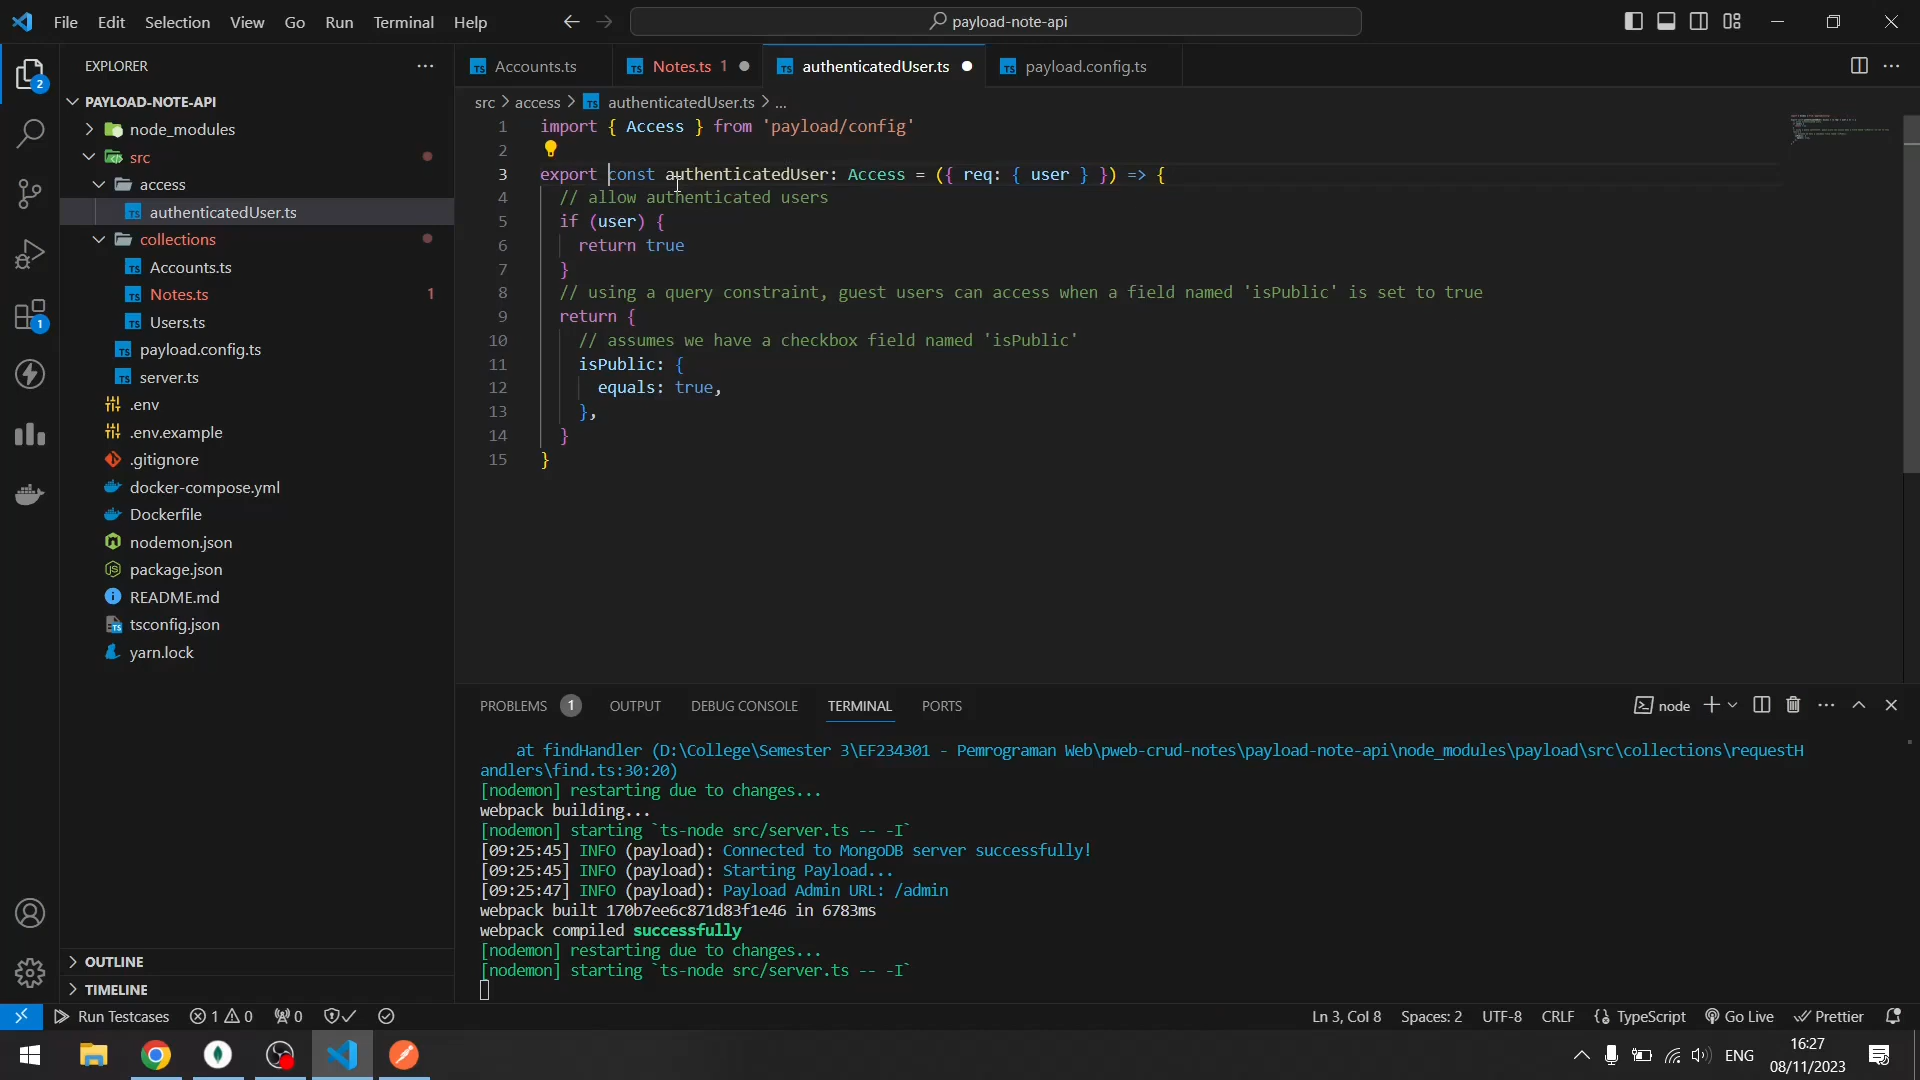 File Edit Selection View Go Run Terminal Help
payload-note-api
EXPLORER
Accounts.ts
Notes.ts 1
authenticatedUser.ts
payload.config.ts
2
PAYLOAD-NOTE-API
node_modules
src
access
authenticatedUser.ts
collections
Accounts.ts
Notes.ts 1
Users.ts
payload.config.ts
server.ts
.env
.env.example
.gitignore
docker-compose.yml
Dockerfile
nodemon.json
package.json
README.md
tsconfig.json
yarn.lock
1
OUTLINE
TIMELINE
src > access > authenticatedUser.ts > ...
1 import { Access } from 'payload/config'
2
3 export const authenticatedUser: Access = ({ req: { user } }) => {
4 // allow authenticated users
5 if (user) {
6 return true
7 }
8 // using a query constraint, guest users can access when a field named 'isPublic' is set to true
9 return {
10 // assumes we have a checkbox field named 'isPublic'
11 isPublic: {
12 equals: true,
13 },
14 }
15 }
PROBLEMS 1 OUTPUT DEBUG CONSOLE TERMINAL PORTS
node
at findHandler (D:\College\Semester 3\EF234301 - Pemrograman Web\pweb-crud-notes\payload-note-api\node_modules\payload\src\collections\requestH
andlers\find.ts:30:20)
[nodemon] restarting due to changes...
webpack building...
[nodemon] starting `ts-node src/server.ts -- -I`
[09:25:45] INFO (payload): Connected to MongoDB server successfully!
[09:25:45] INFO (payload): Starting Payload...
[09:25:47] INFO (payload): Payload Admin URL: /admin
webpack built 170b7ee6c871d83f1e46 in 6783ms
webpack compiled successfully
[nodemon] restarting due to changes...
[nodemon] starting `ts-node src/server.ts -- -I`
Run Testcases 1 0 0
Ln 3, Col 8 Spaces: 2 UTF-8 CRLF TypeScript Go Live Prettier
ENG
16:27
08/11/2023